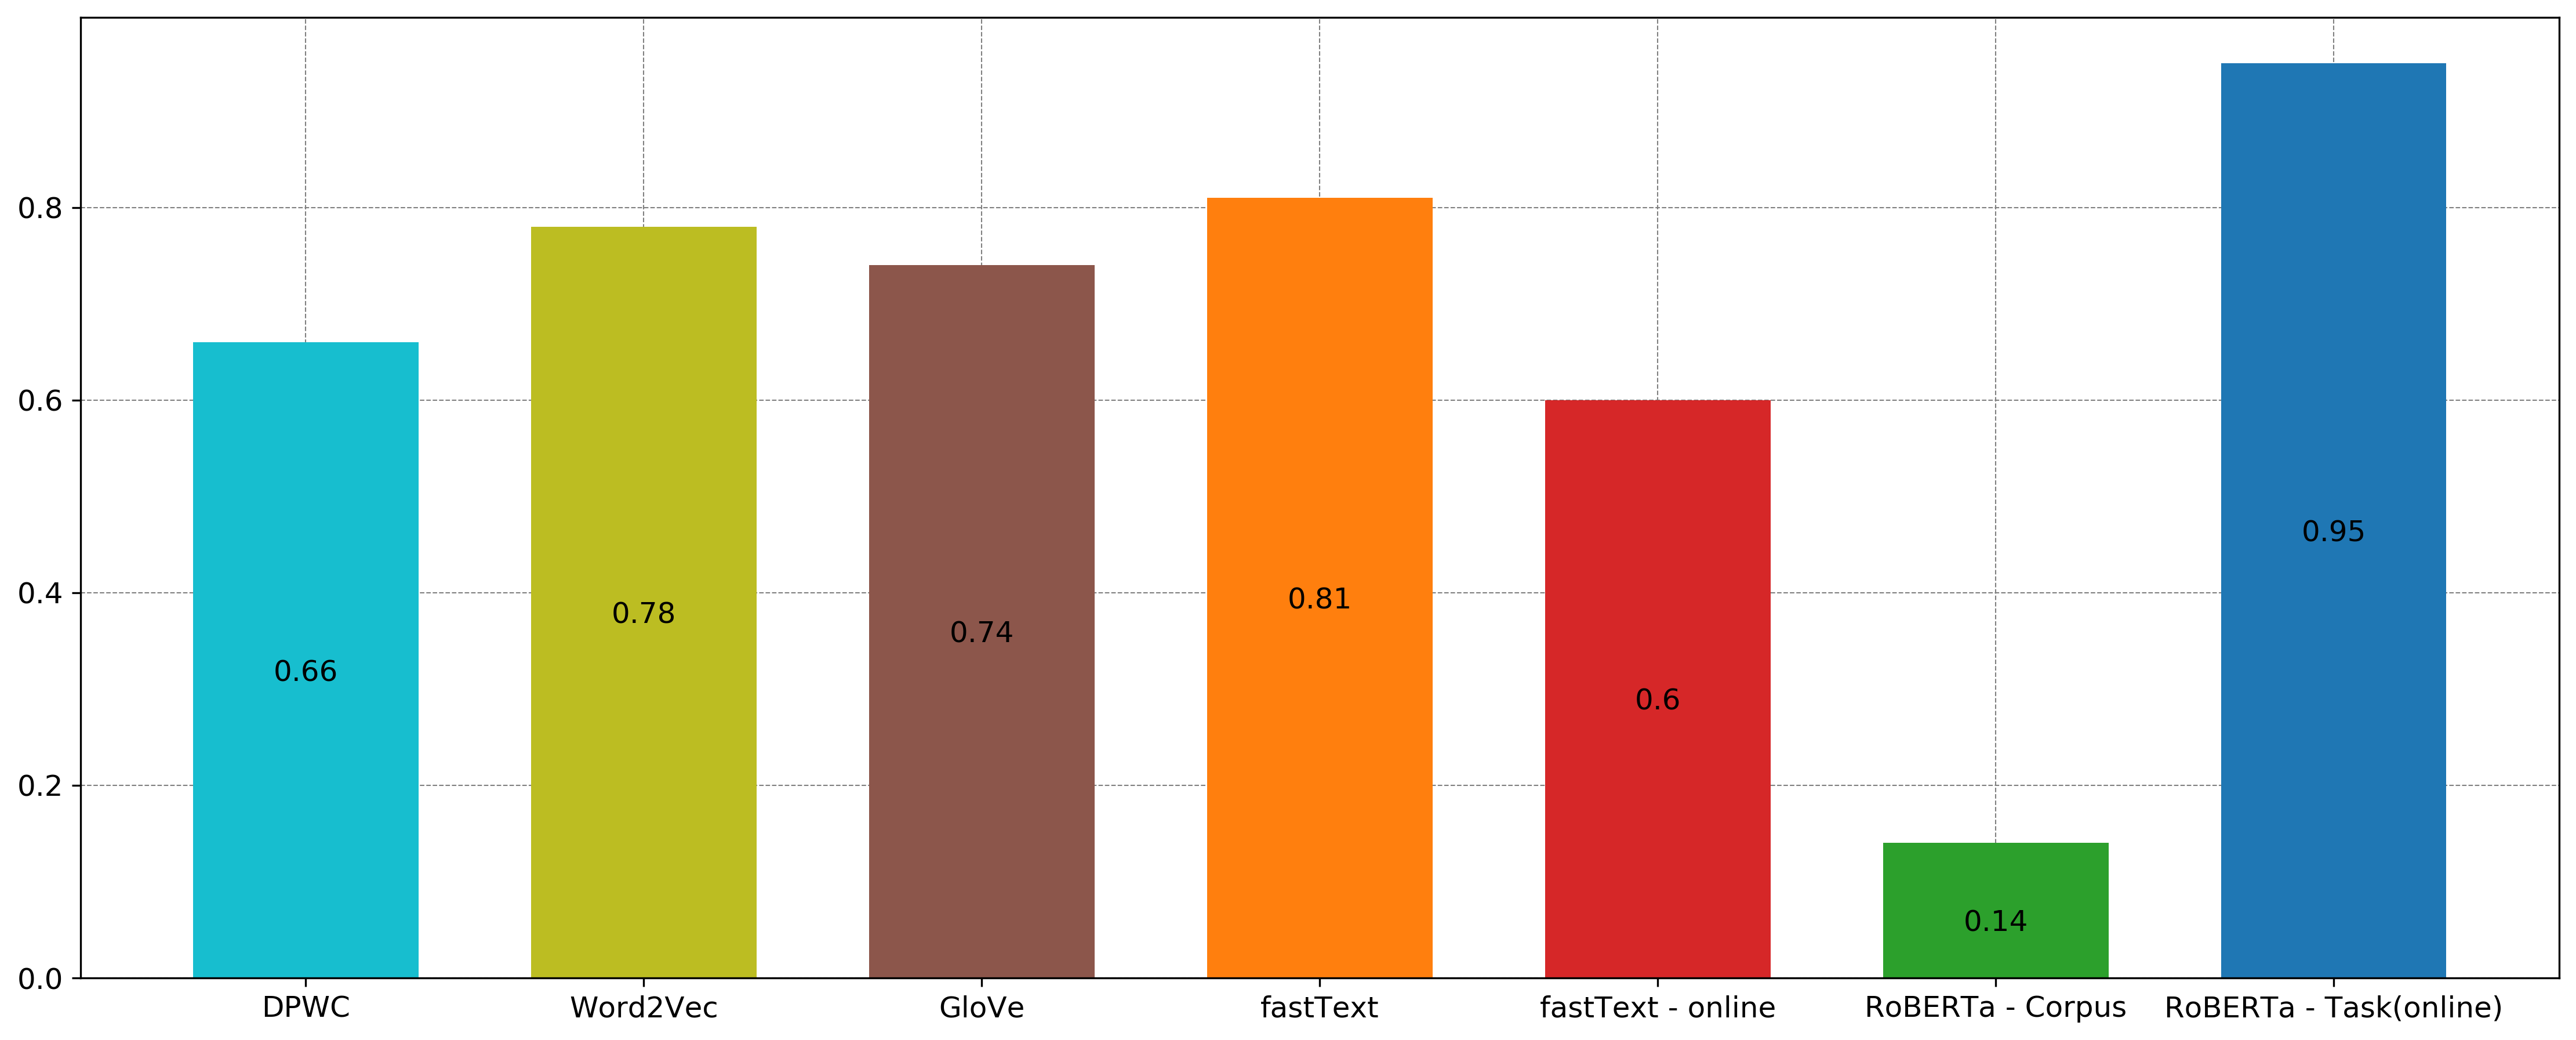 0.8
0.6
0.4
0.2
0.0
0.66
0.78
0.74
0.81
0.6
0.14
0.95
DPWC
Word2Vec
GloVe
fastText
fastText - online
RoBERTa - Corpus
RoBERTa - Task(online)